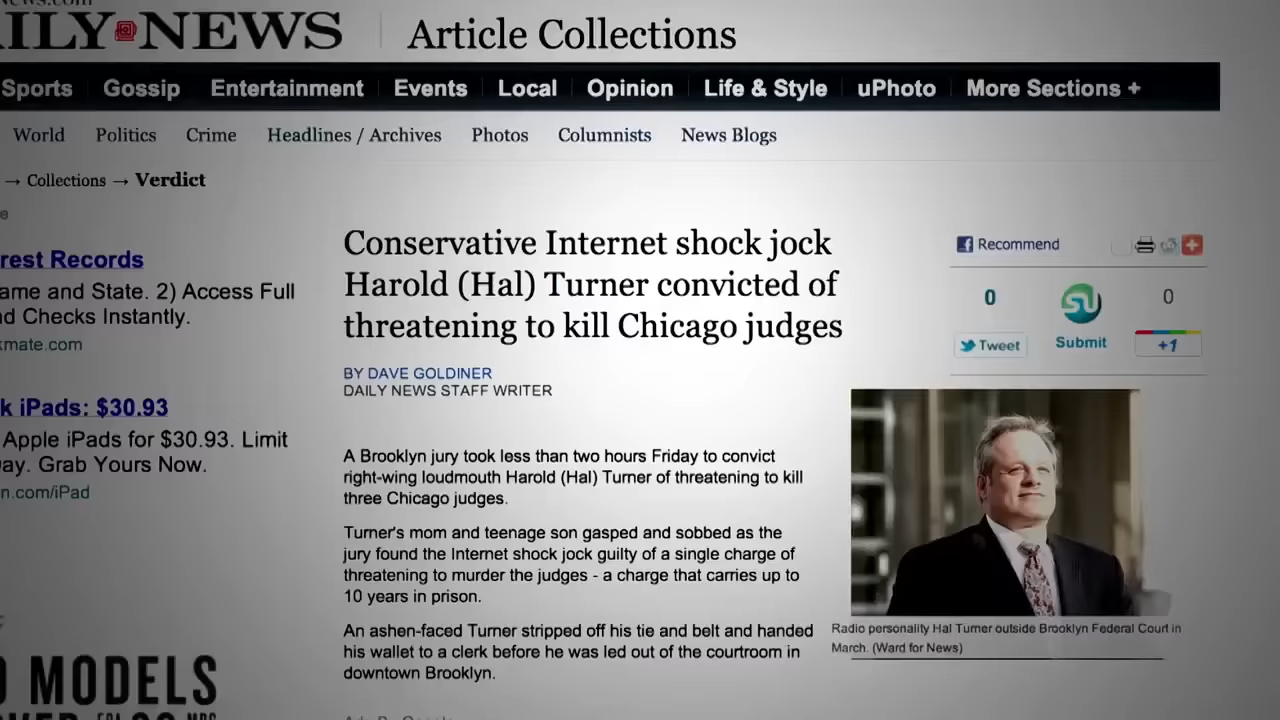 news.com
ILY NEWS
Article Collections
Sports Gossip Entertainment Events Local Opinion Life & Style uPhoto More Sections +
World Politics Crime Headlines / Archives Photos Columnists News Blogs
→ Collections → Verdict
e
rest Records
ame and State. 2) Access Full
d Checks Instantly.
kmate.com
k iPads: $30.93
Apple iPads for $30.93. Limit
ay. Grab Yours Now.
n.com/iPad
MODELS
Conservative Internet shock jock
Harold (Hal) Turner convicted of
threatening to kill Chicago judges
BY DAVE GOLDINER
DAILY NEWS STAFF WRITER
A Brooklyn jury took less than two hours Friday to convict
right-wing loudmouth Harold (Hal) Turner of threatening to kill
three Chicago judges.
Turner's mom and teenage son gasped and sobbed as the
jury found the Internet shock jock guilty of a single charge of
threatening to murder the judges - a charge that carries up to
10 years in prison.
An ashen-faced Turner stripped off his tie and belt and handed
his wallet to a clerk before he was led out of the courtroom in
downtown Brooklyn.
Recommend
0 0
Tweet Submit +1
Radio personality Hal Turner outside Brooklyn Federal Court in
March. (Ward for News)